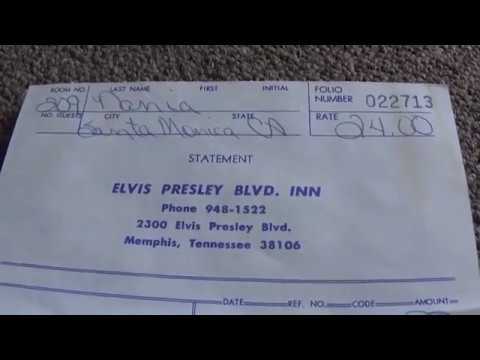 ROOM NO. LAST NAME FIRST INITIAL FOLIO NUMBER 022713
209 Nania
NO. GUESTS CITY STATE RATE 24.00
Santa Monica CA
STATEMENT
ELVIS PRESLEY BLVD. INN
Phone 948-1522
2300 Elvis Presley Blvd.
Memphis, Tennessee 38106
DATE REF. NO. CODE AMOUNT